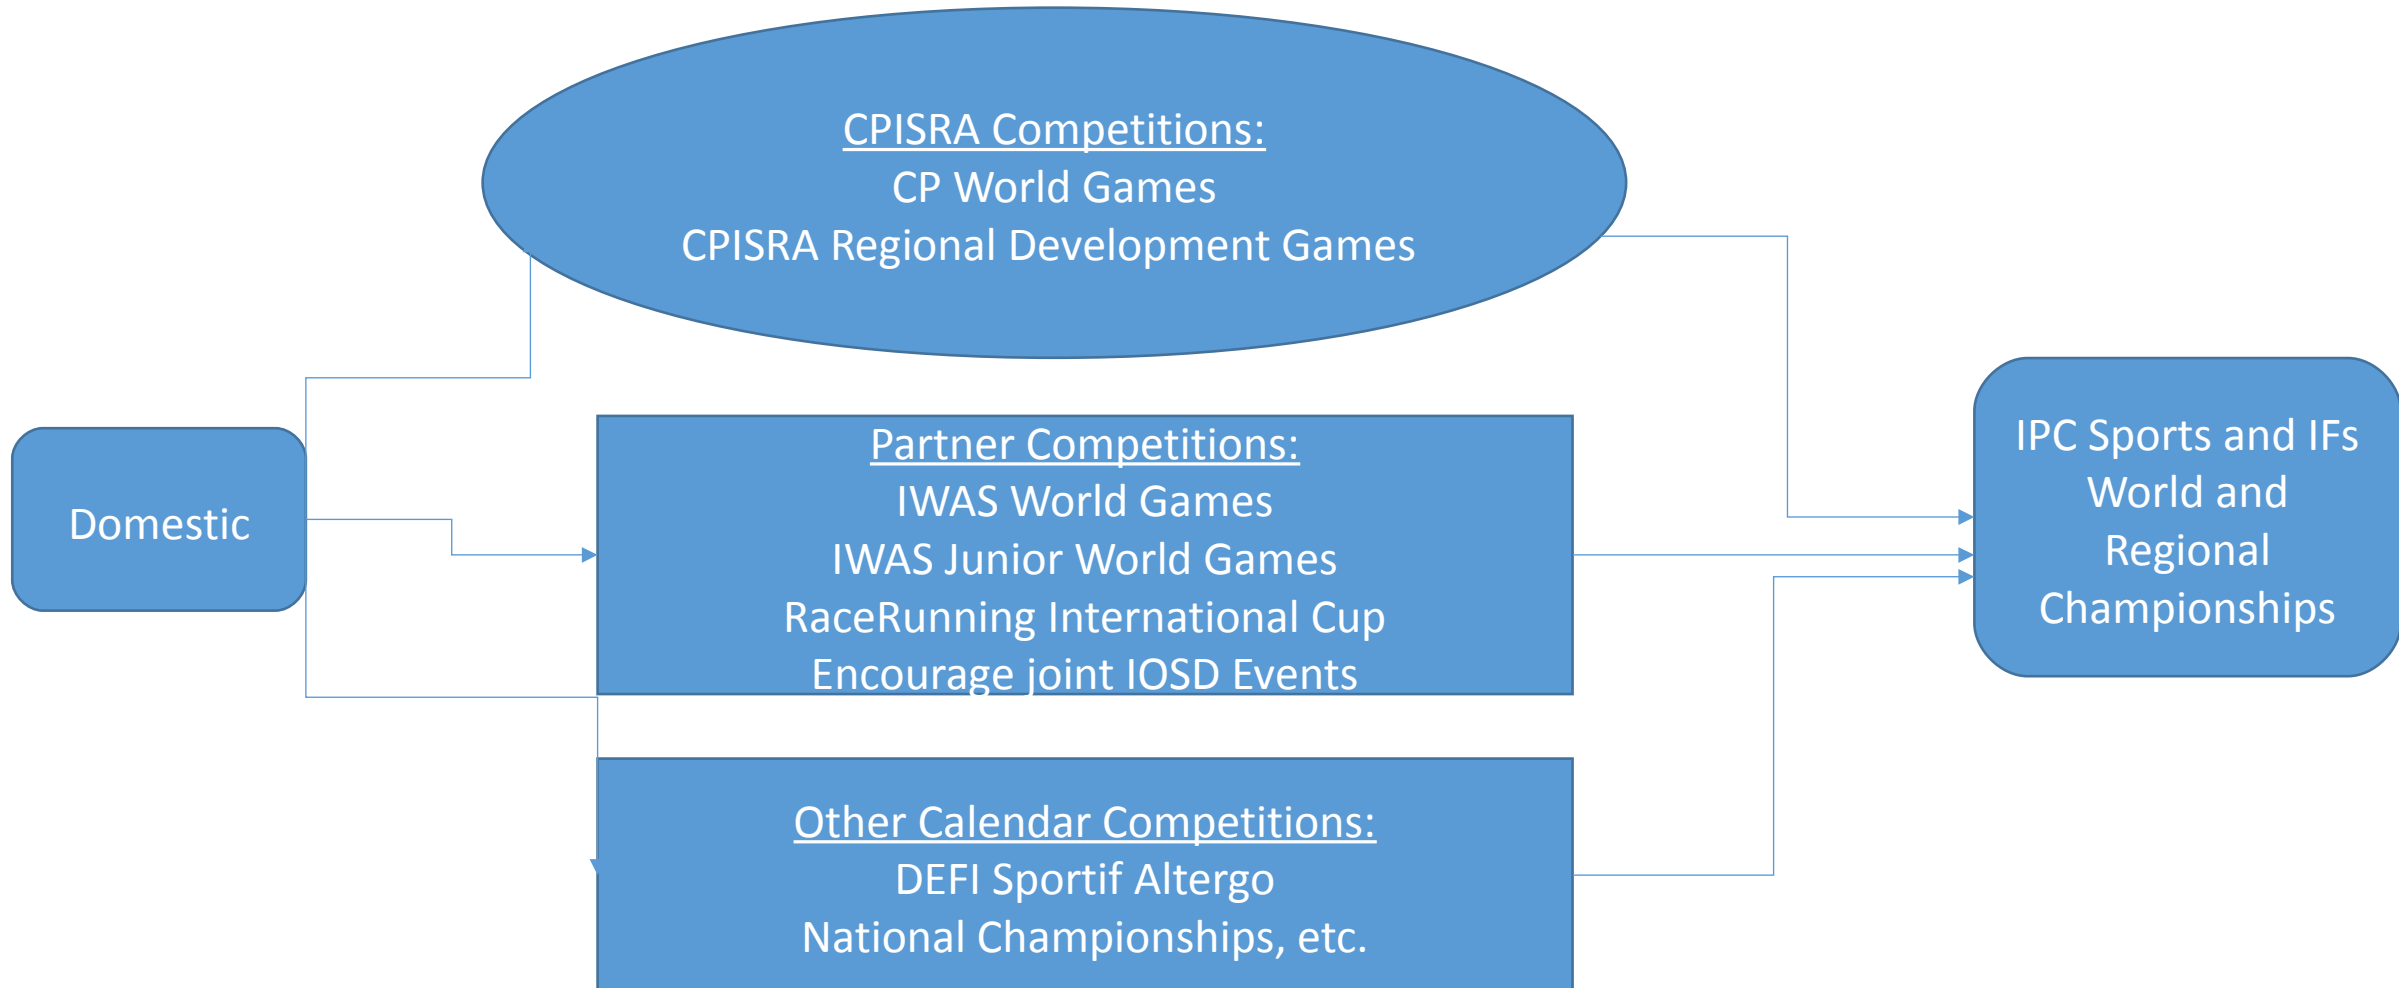 CPISRA Competitions:
CP World Games
CPISRA Regional Development Games
Domestic
Partner Competitions:
IWAS World Games
IWAS Junior World Games
RaceRunning International Cup
Encourage joint IOSD Events
Other Calendar Competitions:
DEFI Sportif Altergo
National Championships, etc.
IPC Sports and IFs
World and
Regional
Championships